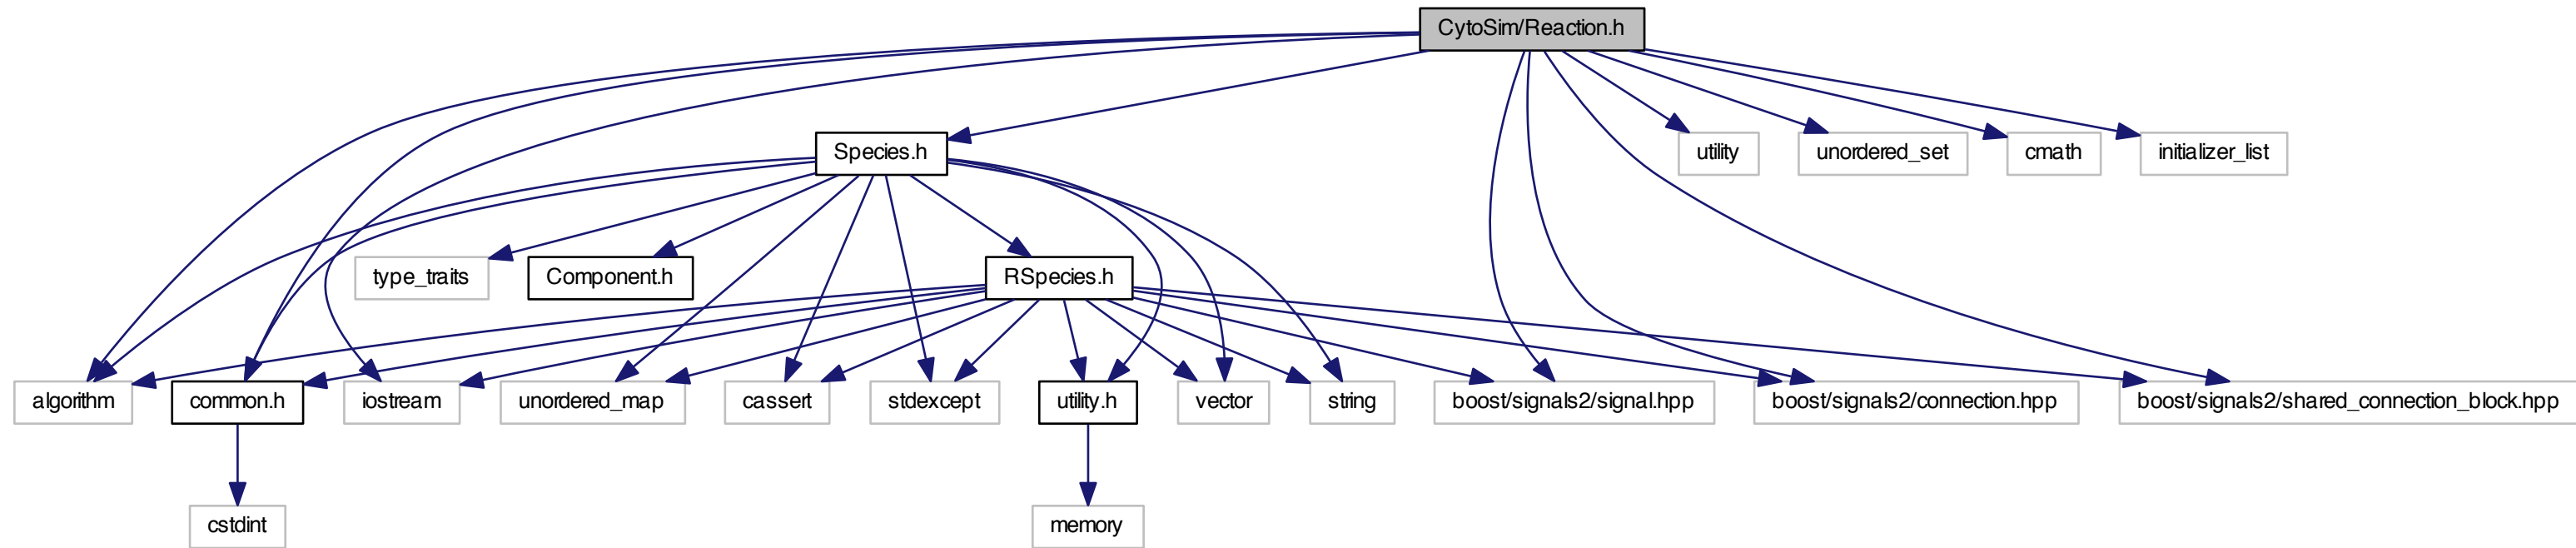 CytoSim/Reaction.h
Species.h
utility
unordered_set
cmath
initializer_list
type_traits
Component.h
RSpecies.h
algorithm
common.h
iostream
unordered_map
cassert
stdexcept
utility.h
vector
string
boost/signals2/signal.hpp
boost/signals2/connection.hpp
boost/signals2/shared_connection_block.hpp
cstdint
memory